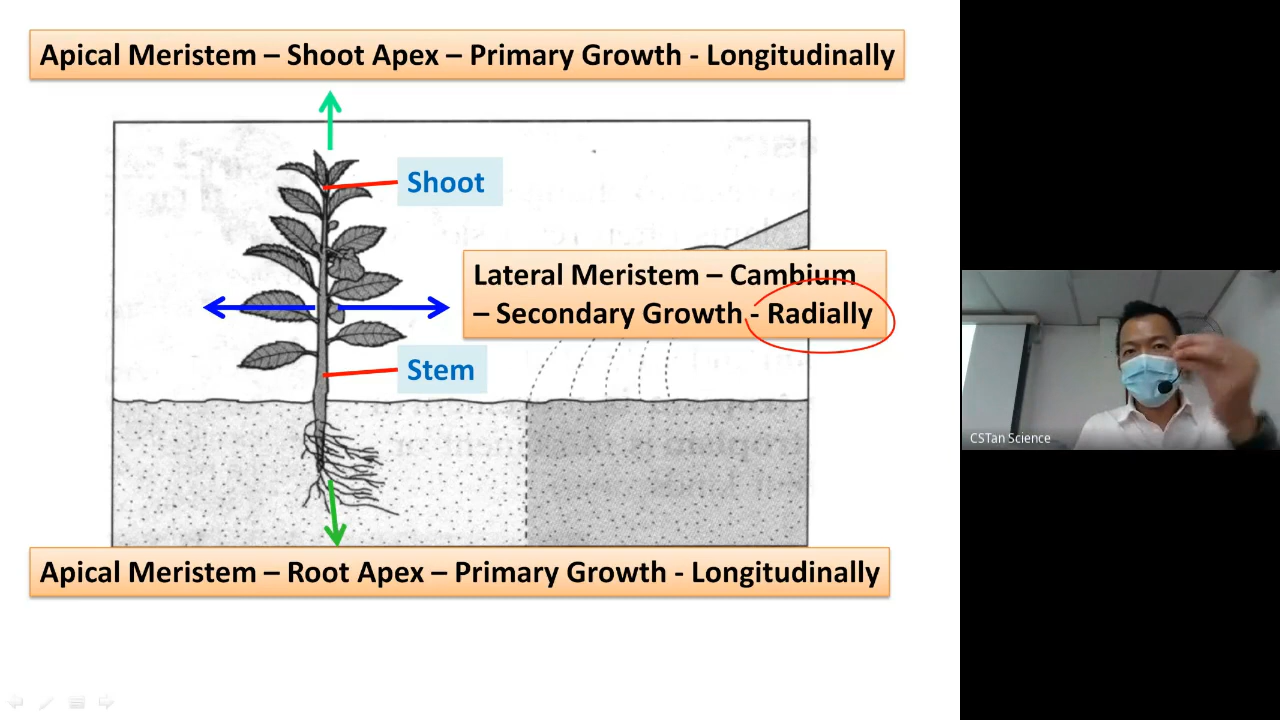 Apical Meristem – Shoot Apex – Primary Growth - Longitudinally
Shoot
Lateral Meristem – Cambium
– Secondary Growth - Radially
Stem
Apical Meristem – Root Apex – Primary Growth - Longitudinally
CSTan Science